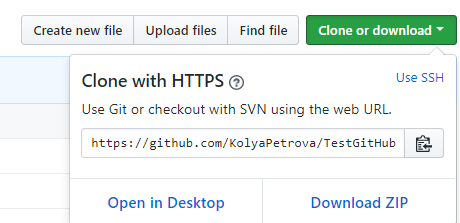 Create new file Upload files Find file Clone or download
Clone with HTTPS ? Use SSH
Use Git or checkout with SVN using the web URL.
https://github.com/KolyaPetrova/TestGitHub
Open in Desktop Download ZIP